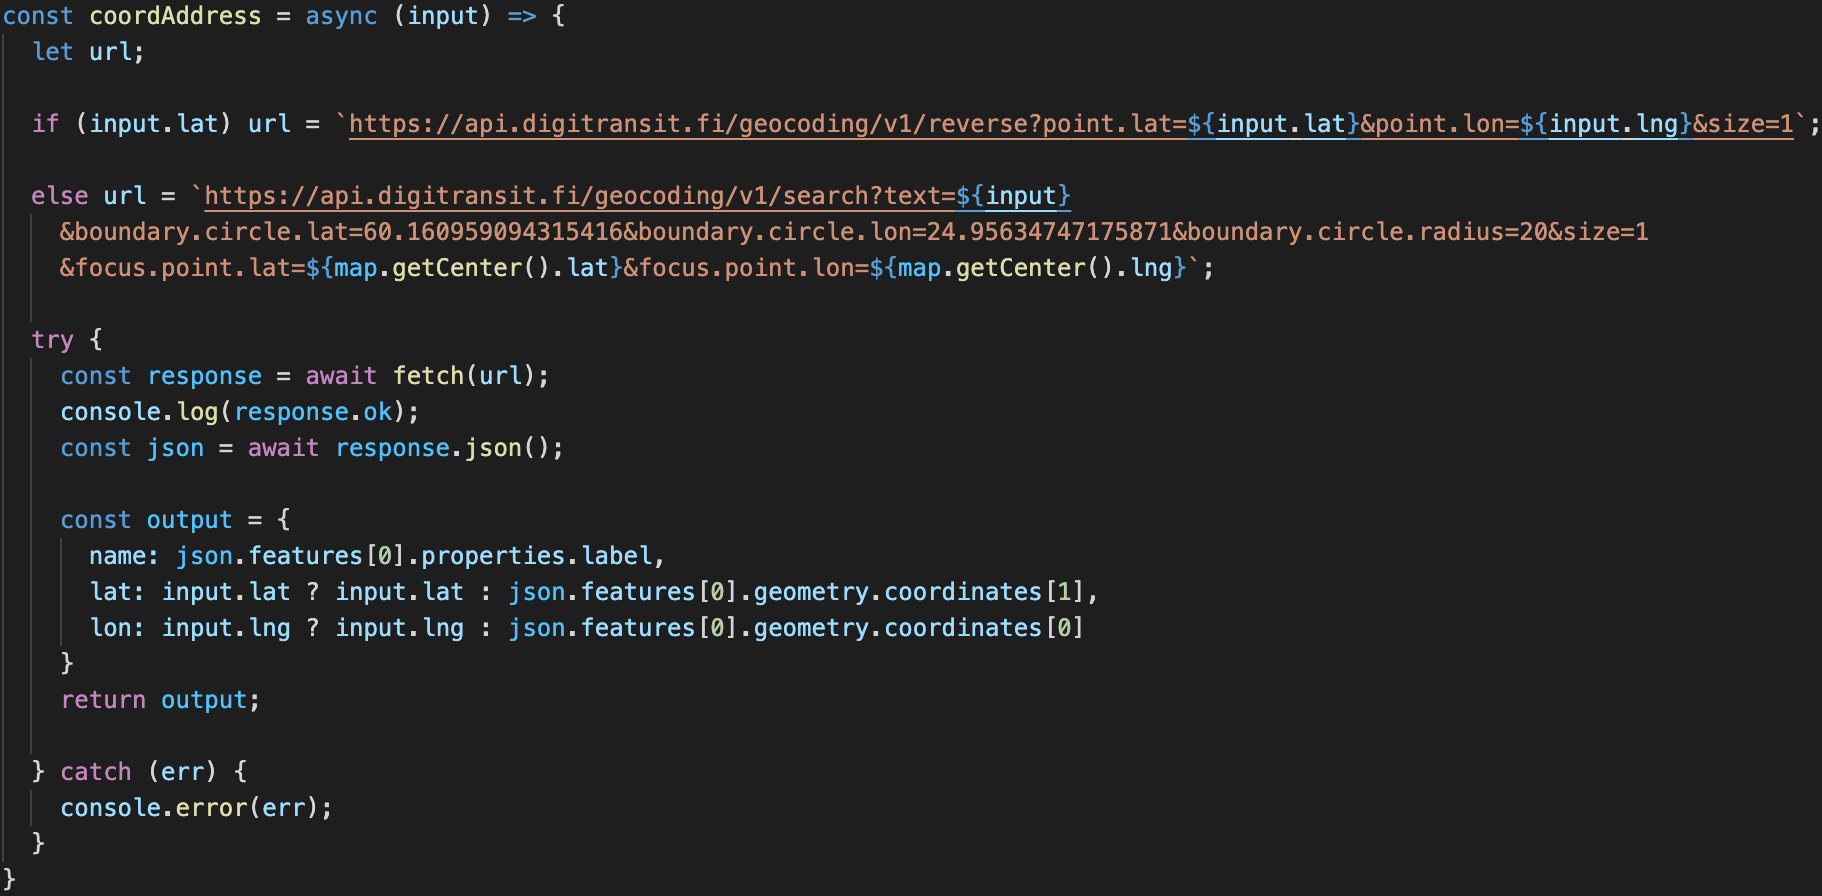 const coordAddress = async (input) => {
let url;
if (input.lat) url = `https://api.digitransit.fi/geocoding/v1/reverse?point.lat=${input.lat}&point.lon=${input.lng}&size=1`;
else url = `https://api.digitransit.fi/geocoding/v1/search?text=${input}
&boundary.circle.lat=60.160959094315416&boundary.circle.lon=24.95634747175871&boundary.circle.radius=20&size=1
&focus.point.lat=${map.getCenter().lat}&focus.point.lon=${map.getCenter().lng}`;
try {
const response = await fetch(url);
console.log(response.ok);
const json = await response.json();
const output = {
name: json.features[0].properties.label,
lat: input.lat ? input.lat : json.features[0].geometry.coordinates[1],
lon: input.lng ? input.lng : json.features[0].geometry.coordinates[0]
}
return output;
} catch (err) {
console.error(err);
}
}